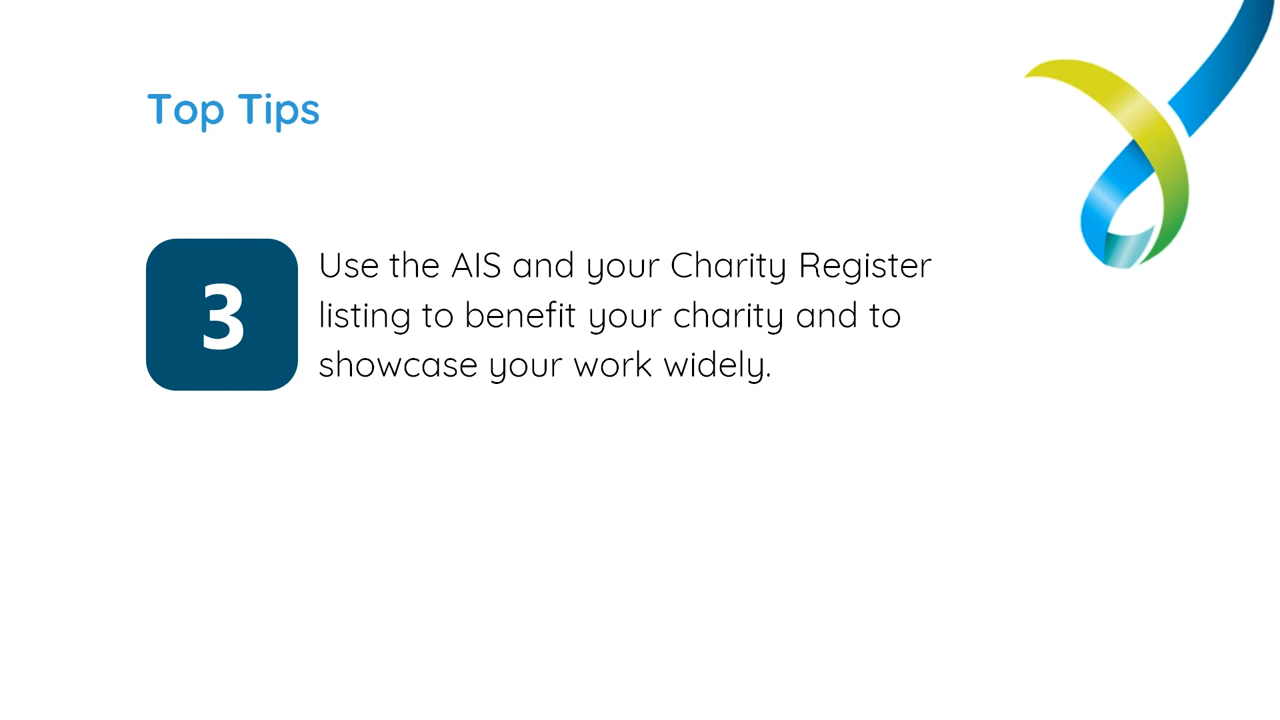 Top Tips
3
Use the AIS and your Charity Register
listing to benefit your charity and to
showcase your work widely.